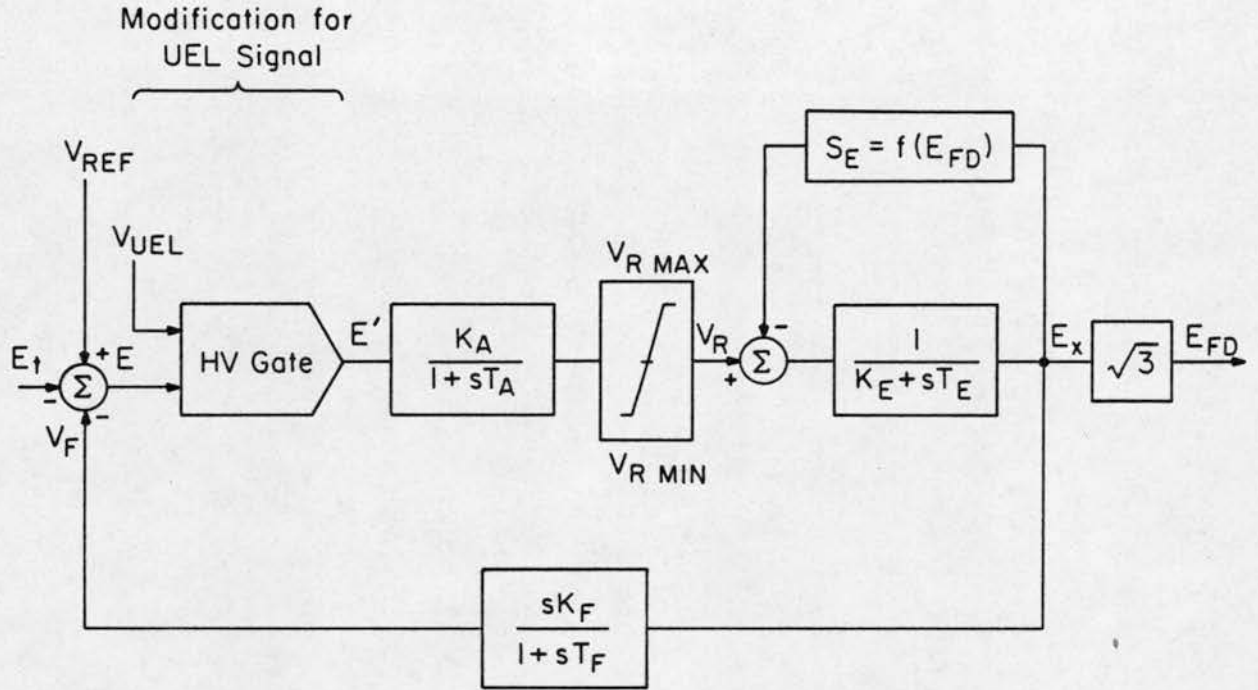 Modification for
UEL Signal
V_REF
S_E = f(E_FD)
V_UEL
V_R MAX
E_t
+
E
-
-
V_F
Σ
HV Gate
E'
K_A
1 + sT_A
V_R
+
-
Σ
1
K_E + sT_E
E_x
√3
E_FD
V_R MIN
sK_F
1 + sT_F